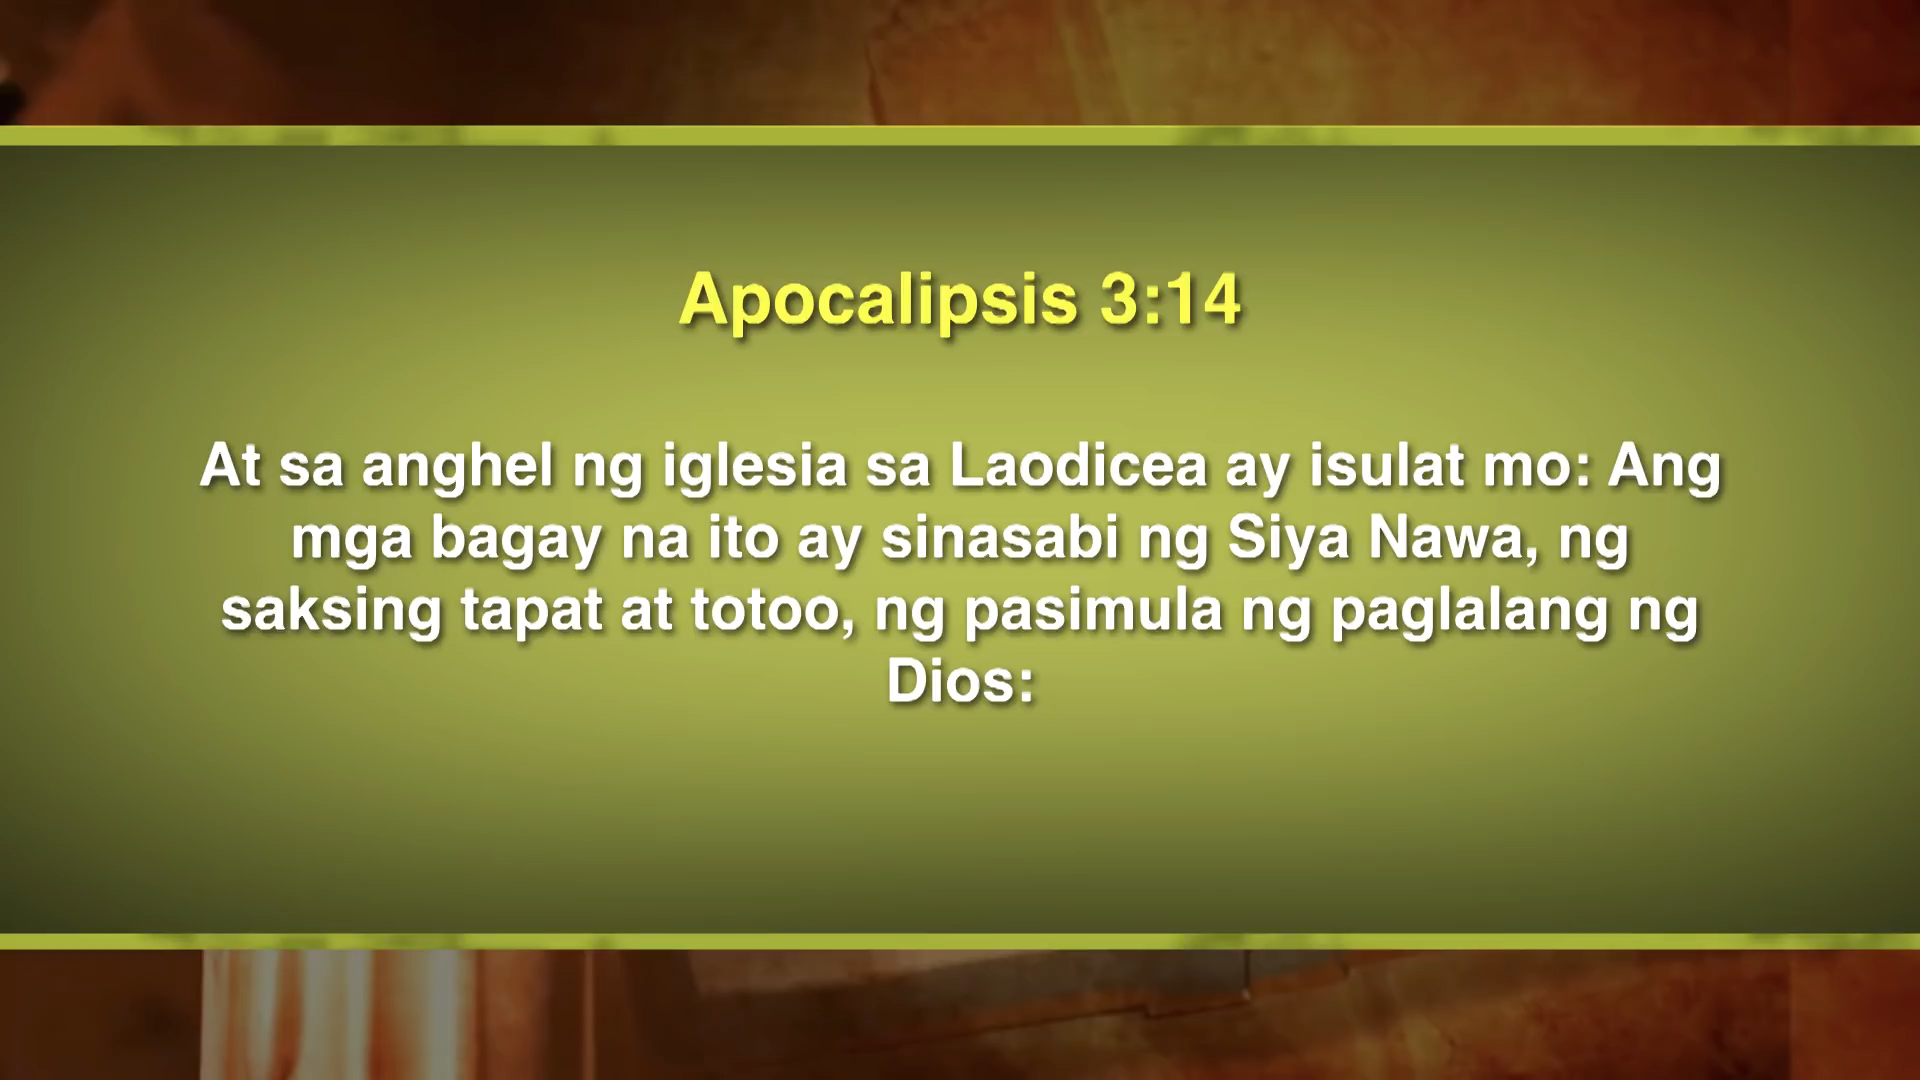 Apocalipsis 3:14
At sa anghel ng iglesia sa Laodicea ay isulat mo: Ang
mga bagay na ito ay sinasabi ng Siya Nawa, ng
saksing tapat at totoo, ng pasimula ng paglalang ng
Dios: